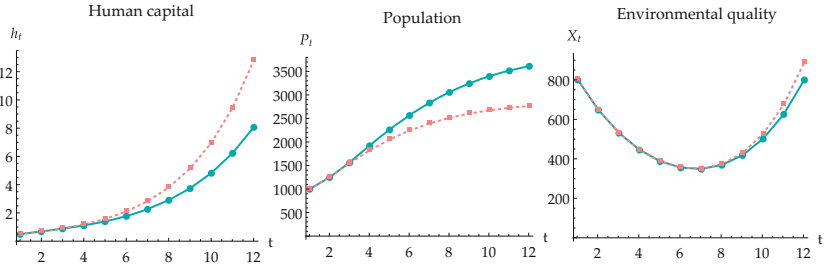 Human capital
h_t
12
10
8
6
4
2
2 4 6 8 10 12
t
Population
P_t
3500
3000
2500
2000
1500
1000
500
2 4 6 8 10 12
t
Environmental quality
X_t
800
600
400
200
2 4 6 8 10 12
t